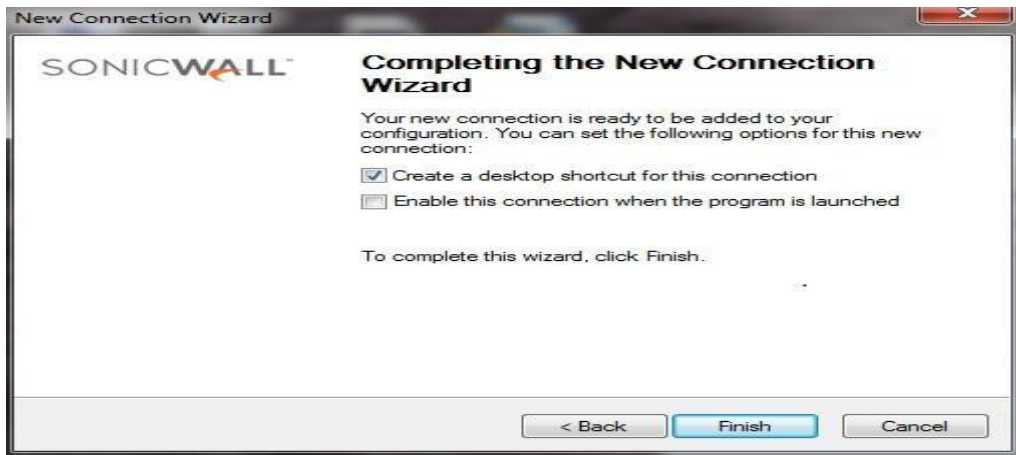 New Connection Wizard
SONICWALL™
Completing the New Connection
Wizard
Your new connection is ready to be added to your
configuration. You can set the following options for this new
connection:
Create a desktop shortcut for this connection
Enable this connection when the program is launched
To complete this wizard, click Finish.
< Back
Finish
Cancel